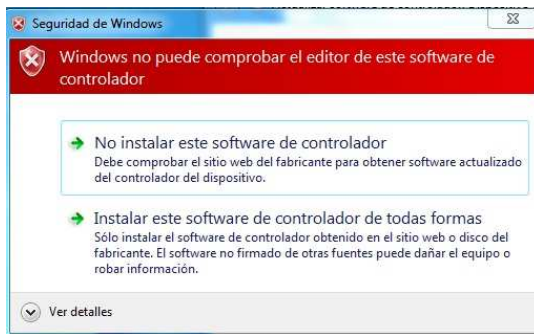 Seguridad de Windows
Windows no puede comprobar el editor de este software de
controlador
No instalar este software de controlador
Debe comprobar el sitio web del fabricante para obtener software actualizado
del controlador del dispositivo.
Instalar este software de controlador de todas formas
Sólo instalar el software de controlador obtenido en el sitio web o disco del
fabricante. El software no firmado de otras fuentes puede dañar el equipo o
robar información.
Ver detalles